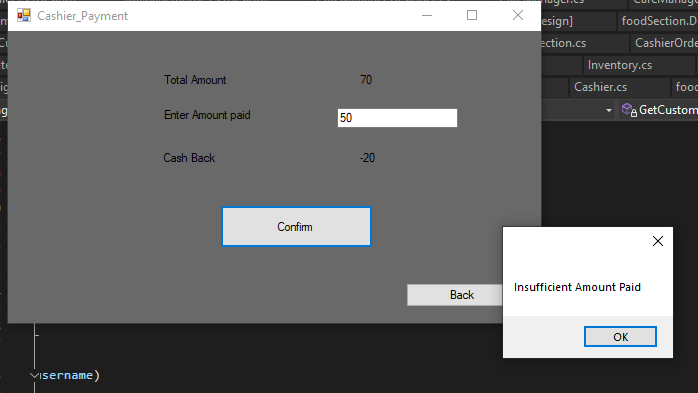 Cashier_Payment
Total Amount 70
Enter Amount paid 50
Cash Back -20
Confirm
Back
Insufficient Amount Paid
OK
esign]
foodSection.D
ection.cs
CashierOrde
Inventory.cs
Cashier.cs
food
GetCustom
sername)